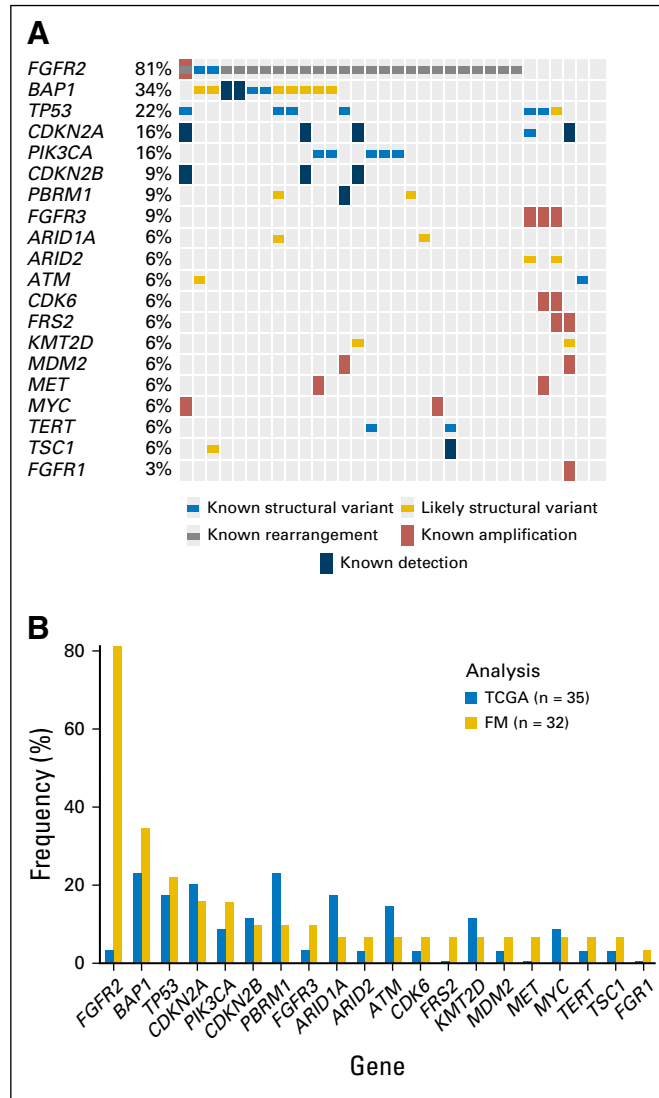 A
FGFR2 81%
BAP1 34%
TP53 22%
CDKN2A 16%
PIK3CA 16%
CDKN2B 9%
PBRM1 9%
FGFR3 9%
ARID1A 6%
ARID2 6%
ATM 6%
CDK6 6%
FRS2 6%
KMT2D 6%
MDM2 6%
MET 6%
MYC 6%
TERT 6%
TSC1 6%
FGFR1 3%
Known structural variant Likely structural variant
Known rearrangement Known amplification
Known detection
B
Analysis
TCGA (n = 35)
FM (n = 32)
Frequency (%)
80
60
40
20
0
FGFR2 BAP1 TP53 CDKN2A PIK3CA CDKN2B PBRM1 FGFR3 ARID1A ARID2 ATM CDK6 FRS2 KMT2D MDM2 MET MYC TERT TSC1 FGR1
Gene